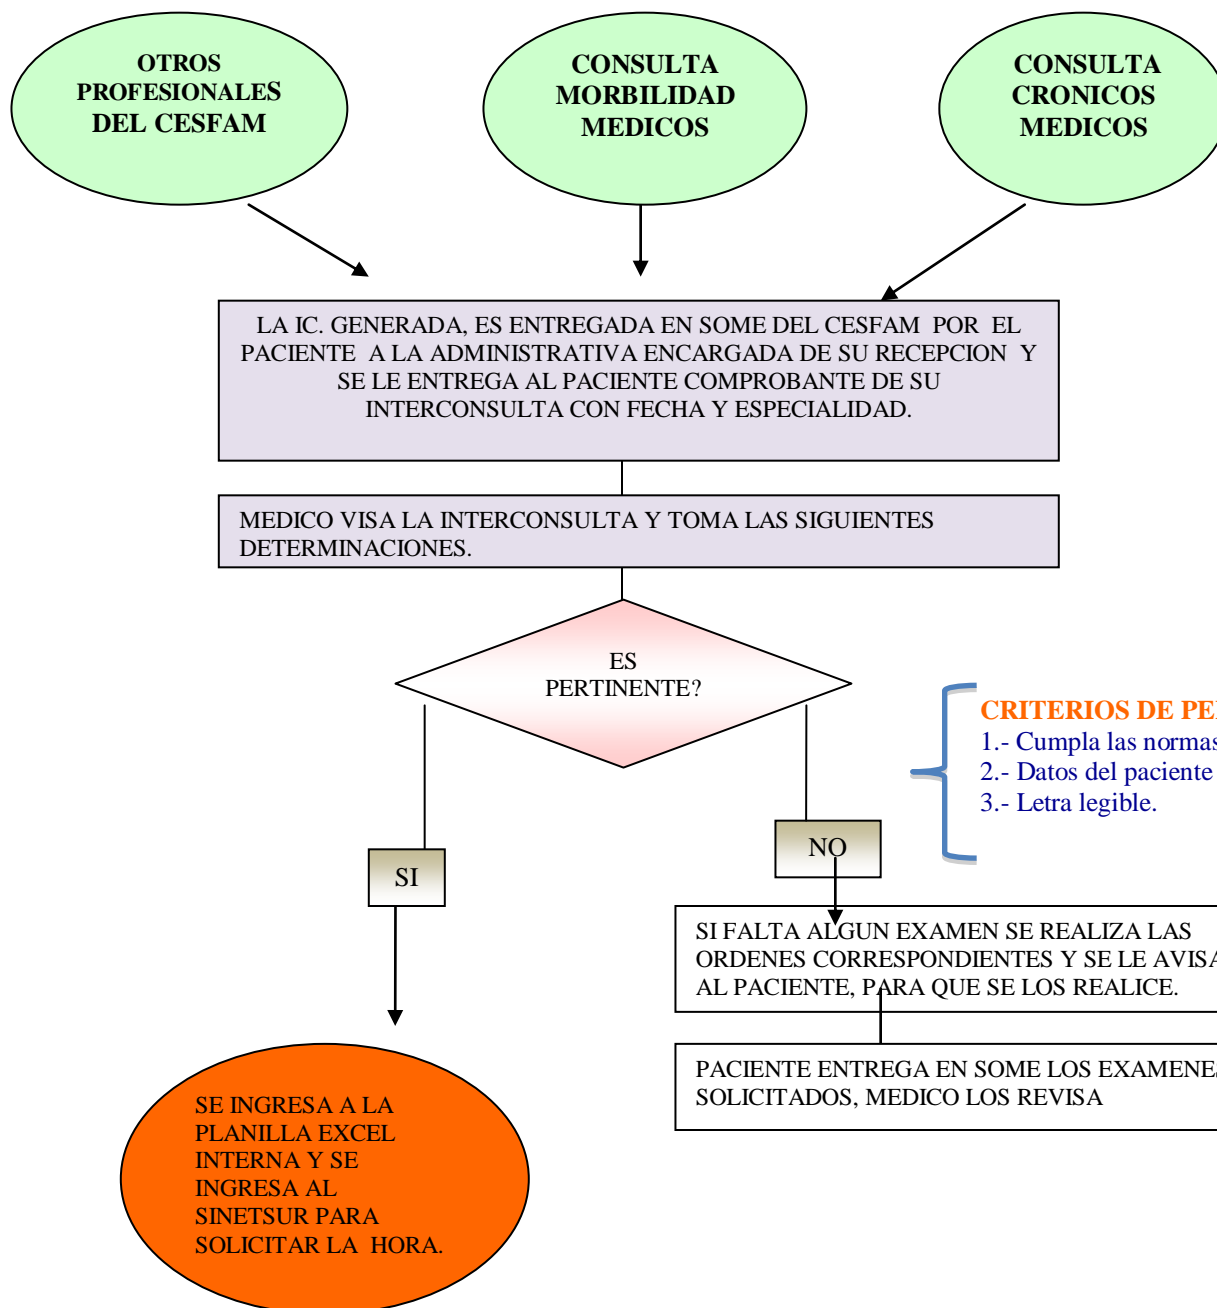 OTROS
PROFESIONALES
DEL CESFAM
CONSULTA
MORBILIDAD
MEDICOS
CONSULTA
CRONICOS
MEDICOS
LA IC. GENERADA, ES ENTREGADA EN SOME DEL CESFAM POR EL
PACIENTE A LA ADMINISTRATIVA ENCARGADA DE SU RECEPCION Y
SE LE ENTREGA AL PACIENTE COMPROBANTE DE SU
INTERCONSULTA CON FECHA Y ESPECIALIDAD.
MEDICO VISA LA INTERCONSULTA Y TOMA LAS SIGUIENTES
DETERMINACIONES.
ES
PERTINENTE?
CRITERIOS DE
1.- Cumpla las normas
2.- Datos del paciente
3.- Letra legible.
NO
SI
SI FALTA ALGUN EXAMEN SE REALIZA LAS
ORDENES CORRESPONDIENTES Y SE LE AVISA
AL PACIENTE, PARA QUE SE LOS REALICE.
PACIENTE ENTREGA EN SOME LOS EXAMENES
SOLICITADOS, MEDICO LOS REVISA
SE INGRESA A LA
PLANILLA EXCEL
INTERNA Y SE
INGRESA AL
SINETSUR PARA
SOLICITAR LA HORA.